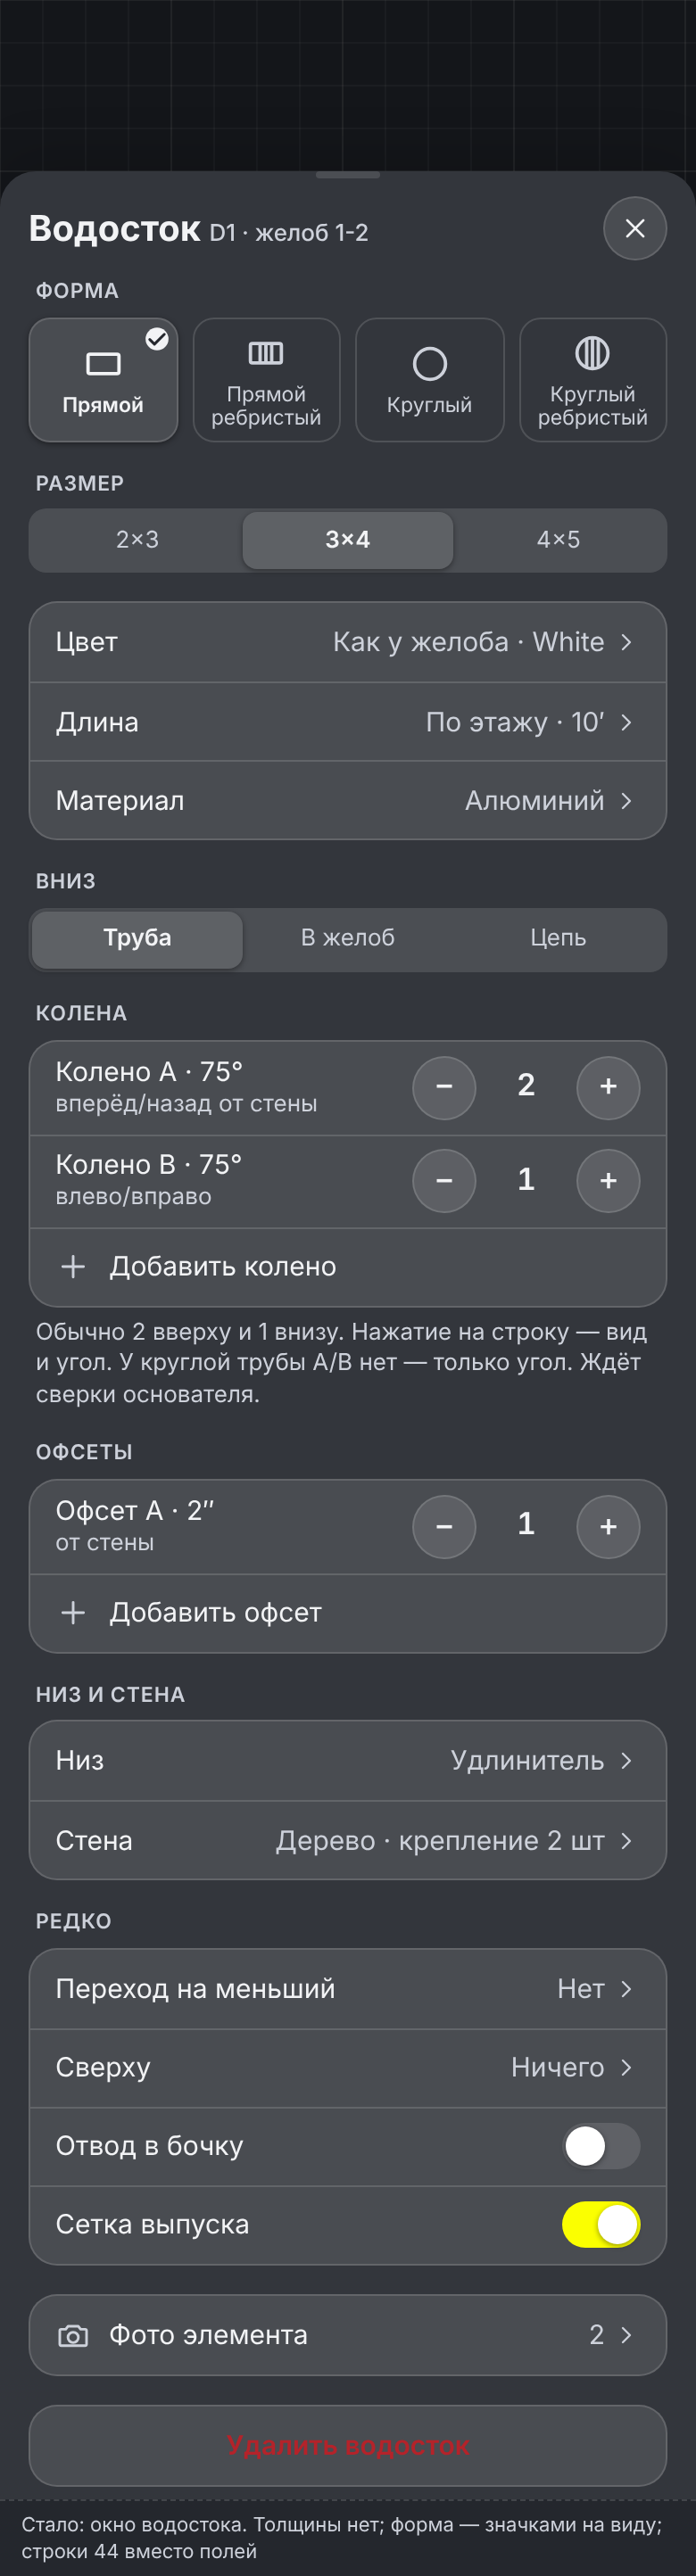 Водосток D1 · желоб 1-2
ФОРМА
Прямой
Прямой
ребристый
Круглый
Круглый
ребристый
РАЗМЕР
2×3 3×4 4×5
Цвет Как у желоба · White
Длина По этажу · 10′
Материал Алюминий
ВНИЗ
Труба В желоб Цепь
КОЛЕНА
Колено A · 75°
вперёд/назад от стены
− 2 +
Колено B · 75°
влево/вправо
− 1 +
Добавить колено
Обычно 2 вверху и 1 внизу. Нажатие на строку — вид
и угол. У круглой трубы A/B нет — только угол. Ждёт
сверки основателя.
ОФСЕТЫ
Офсет A · 2″
от стены
− 1 +
Добавить офсет
НИЗ И СТЕНА
Низ Удлинитель
Стена Дерево · крепление 2 шт
РЕДКО
Переход на меньший Нет
Сверху Ничего
Отвод в бочку
Сетка выпуска
Фото элемента 2
Удалить водосток
Стало: окно водостока. Толщины нет; форма — значками на виду;
строки 44 вместо полей